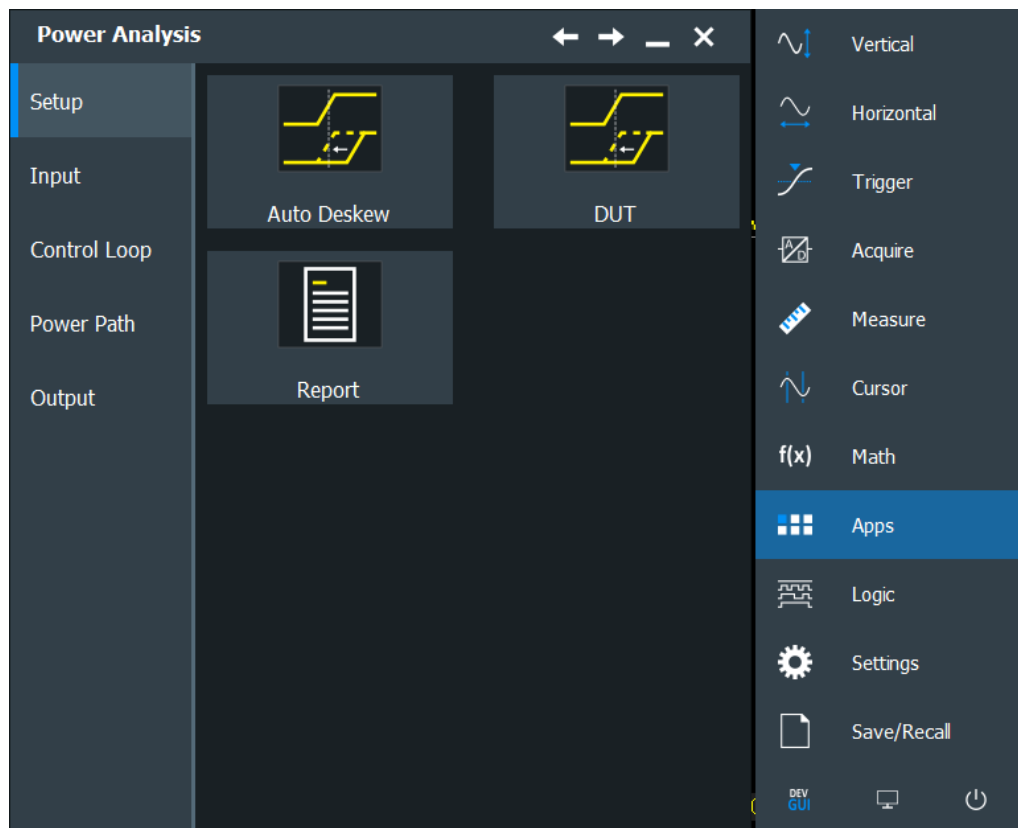 Power Analysis
Setup
Input
Control Loop
Power Path
Output
Auto Deskew
DUT
Report
Vertical
Horizontal
Trigger
A
D
Acquire
Measure
Cursor
f(x)
Math
Apps
Logic
Settings
Save/Recall
DEV
GUI